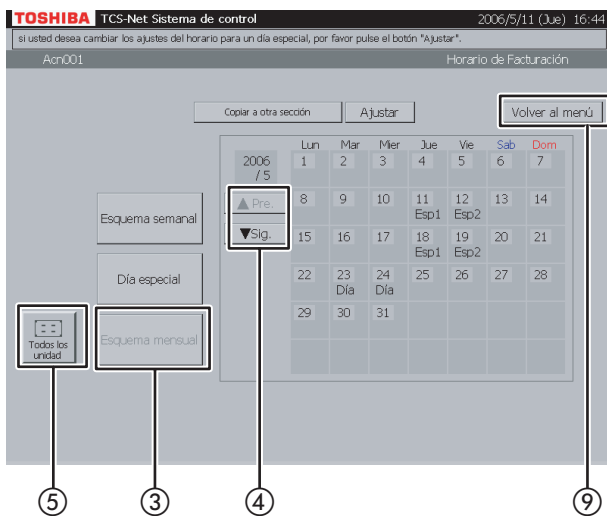 TOSHIBA TCS-Net Sistema de control 2006/5/11 (Jue) 16:44
si usted desea cambiar los ajustes del horario para un día especial, por favor pulse el botón "Ajustar".
Acn001 Horario de Facturación
Copiar a otra sección Ajustar Volver al menú
Lun Mar Mier Jue Vie Sab Dom
2006 1 2 3 4 5 6 7
/ 5
▲ Pre. 8 9 10 11 12 13 14
Esp1 Esp2
Esquema semanal
▼Sig. 15 16 17 18 19 20 21
Esp1 Esp2
Día especial 22 23 24 25 26 27 28
Día Día
29 30 31
Todos los
unidad
Esquema mensual
⑤ ③ ④ ⑨